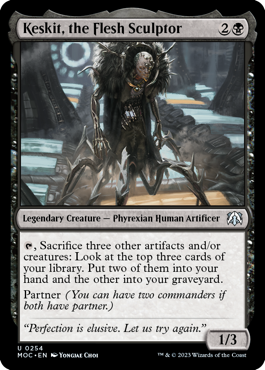 Keskit, the Flesh Sculptor 2
Legendary Creature — Phyrexian Human Artificer
, Sacrifice three other artifacts and/or
creatures: Look at the top three cards of
your library. Put two of them into your
hand and the other into your graveyard.
Partner (You can have two commanders if
both have partner.)
“Perfection is elusive. Let us try again.”
1/3
U 0254
MOC • EN YONGJAE CHOI
™ & © 2023 Wizards of the Coast